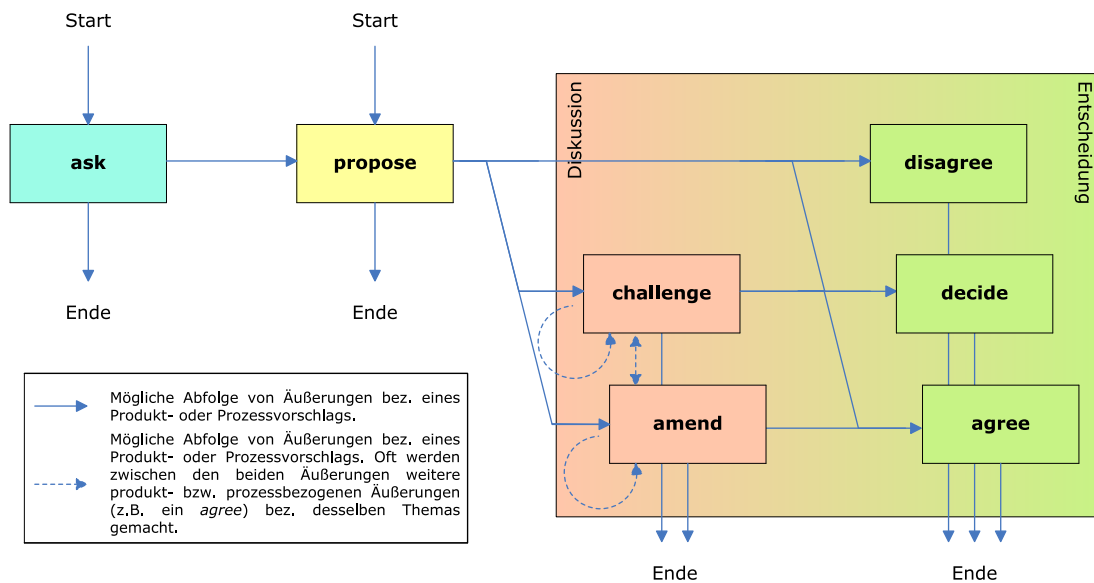 Start
Start
Diskussion
Entscheidung
ask
propose
disagree
challenge
decide
Ende
Ende
amend
agree
Mögliche Abfolge von Äußerungen bez. eines
Produkt- oder Prozessvorschlags.
Mögliche Abfolge von Äußerungen bez. eines
Produkt- oder Prozessvorschlags. Oft werden
zwischen den beiden Äußerungen weitere
produkt- bzw. prozessbezogenen Äußerungen
(z.B. ein agree) bez. desselben Themas
gemacht.
Ende
Ende